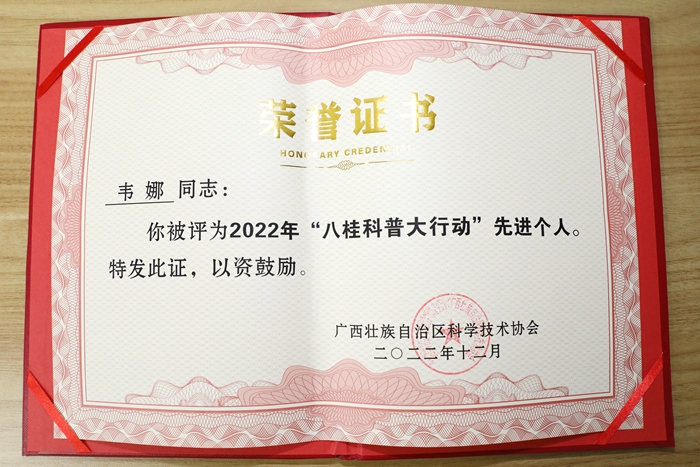 荣誉证书
HONORARY CREDENTIAL
韦娜同志：
你被评为2022年“八桂科普大行动”先进个人。
特发此证，以资鼓励。
广西壮族自治区科学技术协会
二〇二二年十二月